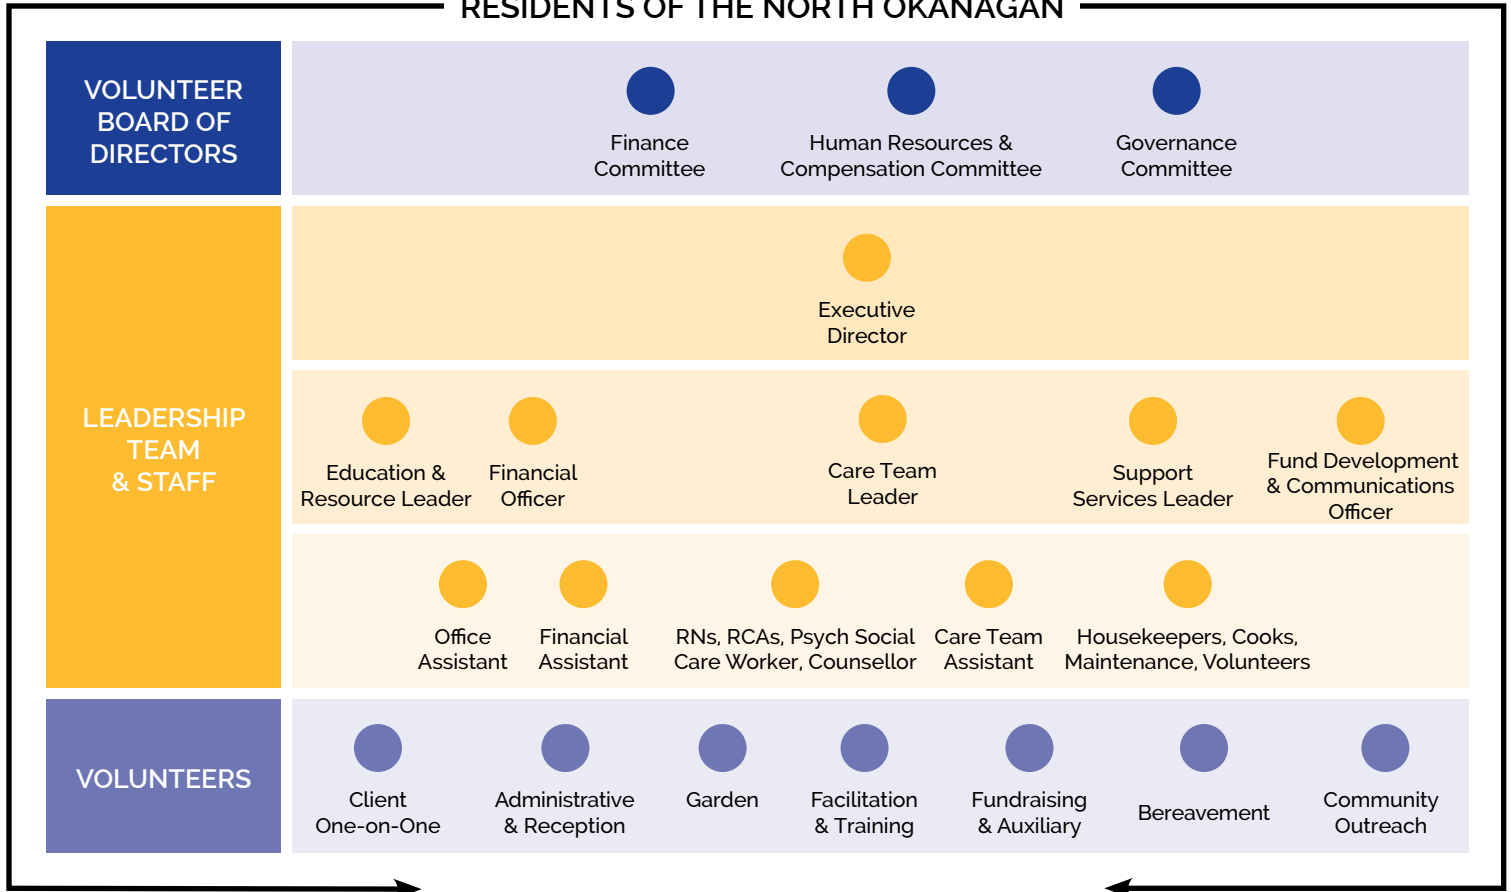 RESIDENTS OF THE NORTH OKANAGAN
VOLUNTEER
BOARD OF
DIRECTORS
Finance
Committee
Human Resources &
Compensation Committee
Governance
Committee
LEADERSHIP
TEAM
& STAFF
Executive
Director
Education &
Resource Leader
Financial
Officer
Care Team
Leader
Support
Services Leader
Fund Development
& Communications
Officer
Office
Assistant
Financial
Assistant
RNs, RCAs, Psych Social
Care Worker, Counsellor
Care Team
Assistant
Housekeepers, Cooks,
Maintenance, Volunteers
VOLUNTEERS
Client
One-on-One
Administrative
& Reception
Garden
Facilitation
& Training
Fundraising
& Auxiliary
Bereavement
Community
Outreach